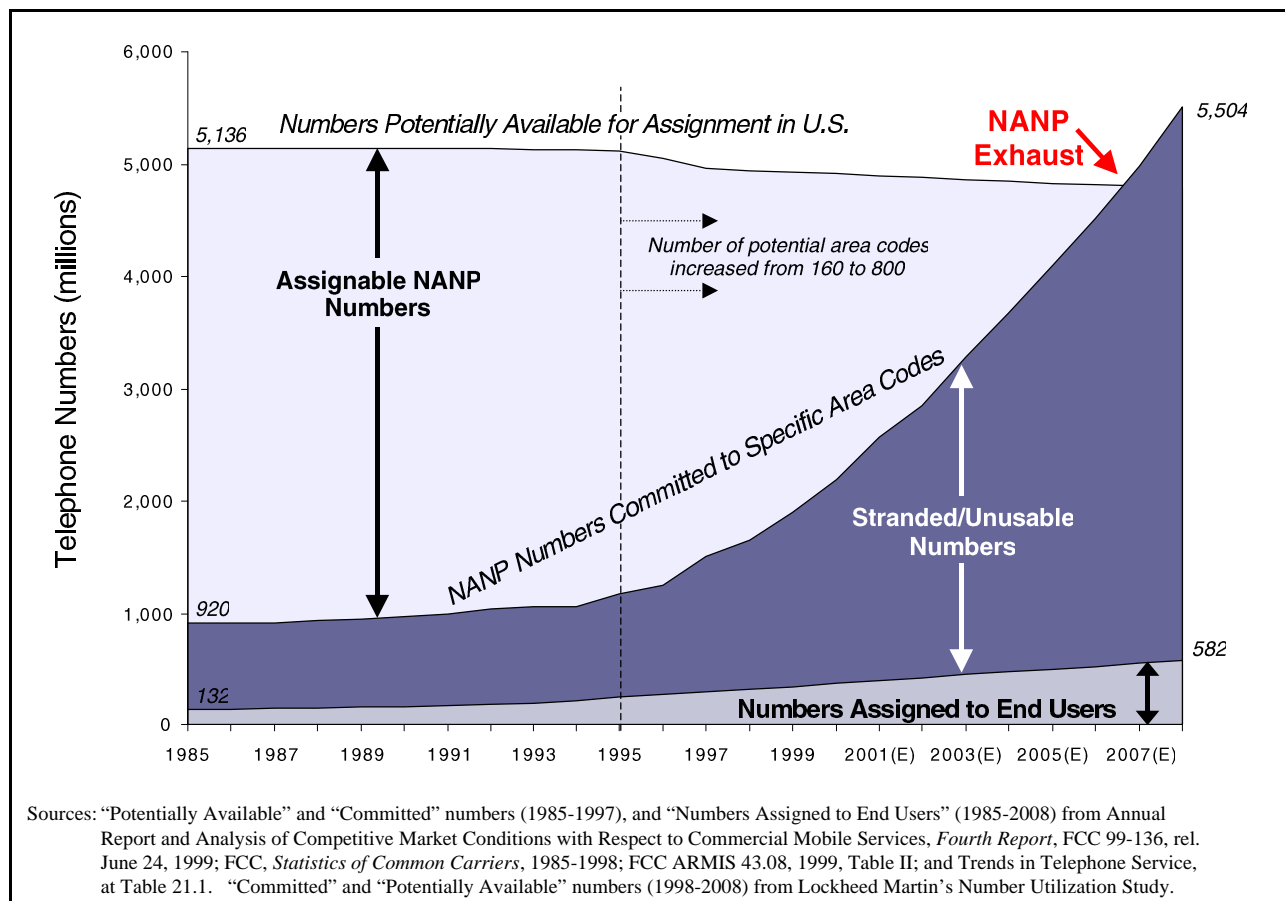 6,000
Numbers Potentially Available for Assignment in U.S.
5,136
NANP
Exhaust
5,504
5,000
Number of potential area codes
increased from 160 to 800
Assignable NANP
Numbers
4,000
Telephone Numbers (millions)
3,000
NANP Numbers Committed to Specific Area Codes
2,000
Stranded/Unusable
Numbers
1,000
920
582
132
Numbers Assigned to End Users
0
1985 1987 1989 1991 1993 1995 1997 1999 2001(E) 2003(E) 2005(E) 2007(E)
Sources: “Potentially Available” and “Committed” numbers (1985-1997), and “Numbers Assigned to End Users” (1985-2008) from Annual
Report and Analysis of Competitive Market Conditions with Respect to Commercial Mobile Services, Fourth Report, FCC 99-136, rel.
June 24, 1999; FCC, Statistics of Common Carriers, 1985-1998; FCC ARMIS 43.08, 1999, Table II; and Trends in Telephone Service,
at Table 21.1. “Committed” and “Potentially Available” numbers (1998-2008) from Lockheed Martin’s Number Utilization Study.